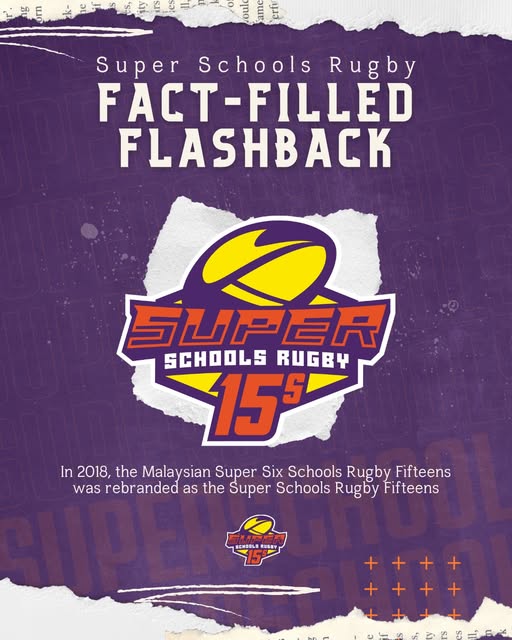 Super Schools Rugby
FACT-FILLED
FLASHBACK
SUPER
SCHOOLS RUGBY
15s
In 2018, the Malaysian Super Six Schools Rugby Fifteens
was rebranded as the Super Schools Rugby Fifteens
SUPER
SCHOOLS RUGBY
15s